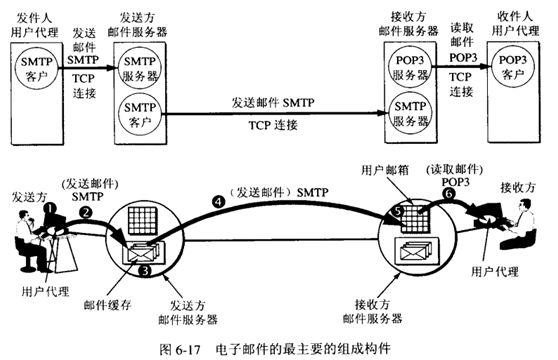 发件人
用户代理
发送
邮件
SMTP
TCP
连接
发送方
邮件服务器
接收方
邮件服务器
读取
邮件
POP3
TCP
连接
收件人
用户代理
SMTP
客户
SMTP
服务器
SMTP
客户
发送邮件 SMTP
TCP 连接
POP3
服务器
SMTP
服务器
POP3
客户
发送方
❶
(发送邮件)
SMTP
❷
❸
❹
(发送邮件) SMTP
用户邮箱
❺
(读取邮件)
POP3
❻
接收方
用户代理
邮件缓存
发送方
邮件服务器
接收方
邮件服务器
用户代理
图 6-17 电子邮件的最主要的组成构件